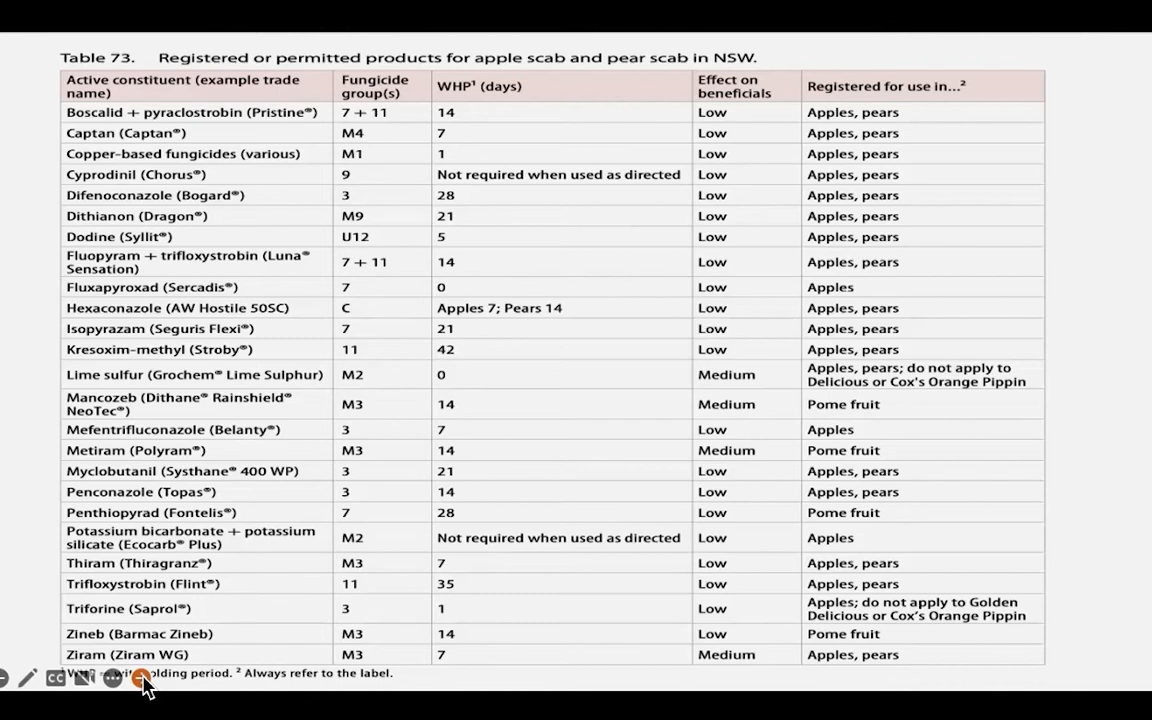 Table 73. Registered or permitted products for apple scab and pear scab in NSW.
Active constituent (example trade name) Fungicide group(s) WHP¹ (days) Effect on beneficials Registered for use in...²
Boscalid + pyraclostrobin (Pristine®) 7 + 11 14 Low Apples, pears
Captan (Captan®) M4 7 Low Apples, pears
Copper-based fungicides (various) M1 1 Low Apples, pears
Cyprodinil (Chorus®) 9 Not required when used as directed Low Apples, pears
Difenoconazole (Bogard®) 3 28 Low Apples, pears
Dithianon (Dragon®) M9 21 Low Apples, pears
Dodine (Syllit®) U12 5 Low Apples, pears
Fluopyram + trifloxystrobin (Luna® Sensation) 7 + 11 14 Low Apples, pears
Fluxapyroxad (Sercadis®) 7 0 Low Apples
Hexaconazole (AW Hostile 50SC) C Apples 7; Pears 14 Low Apples, pears
Isopyrazam (Seguris Flexi®) 7 21 Low Apples, pears
Kresoxim-methyl (Stroby®) 11 42 Low Apples, pears
Lime sulfur (Grochem® Lime Sulphur) M2 0 Medium Apples, pears; do not apply to Delicious or Cox's Orange Pippin
Mancozeb (Dithane® Rainshield® NeoTec®) M3 14 Medium Pome fruit
Mefentrifluconazole (Belanty®) 3 7 Low Apples
Metiram (Polyram®) M3 14 Medium Pome fruit
Myclobutanil (Systhane® 400 WP) 3 21 Low Apples, pears
Penconazole (Topas®) 3 14 Low Apples, pears
Penthiopyrad (Fontelis®) 7 28 Low Pome fruit
Potassium bicarbonate + potassium silicate (Ecocarb® Plus) M2 Not required when used as directed Low Apples
Thiram (Thiragranz®) M3 7 Low Apples, pears
Trifloxystrobin (Flint®) 11 35 Low Apples, pears
Triforine (Saprol®) 3 1 Low Apples; do not apply to Golden Delicious or Cox's Orange Pippin
Zineb (Barmac Zineb) M3 14 Low Pome fruit
Ziram (Ziram WG) M3 7 Medium Apples, pears
olding period. ² Always refer to the label.
CC